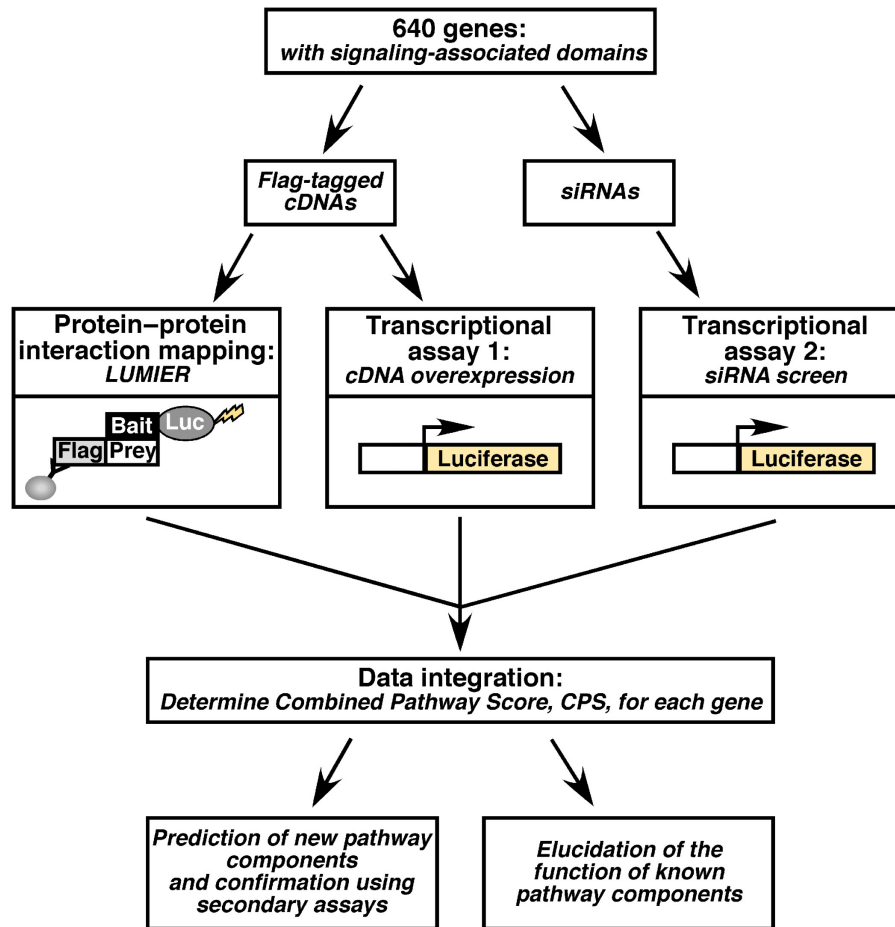 640 genes:
with signaling-associated domains
Flag-tagged
cDNAs
siRNAs
Protein–protein
interaction mapping:
LUMIER
Bait
Luc
Flag
Prey
Transcriptional
assay 1:
cDNA overexpression
Luciferase
Transcriptional
assay 2:
siRNA screen
Luciferase
Data integration:
Determine Combined Pathway Score, CPS, for each gene
Prediction of new pathway
components
and confirmation using
secondary assays
Elucidation of the
function of known
pathway components